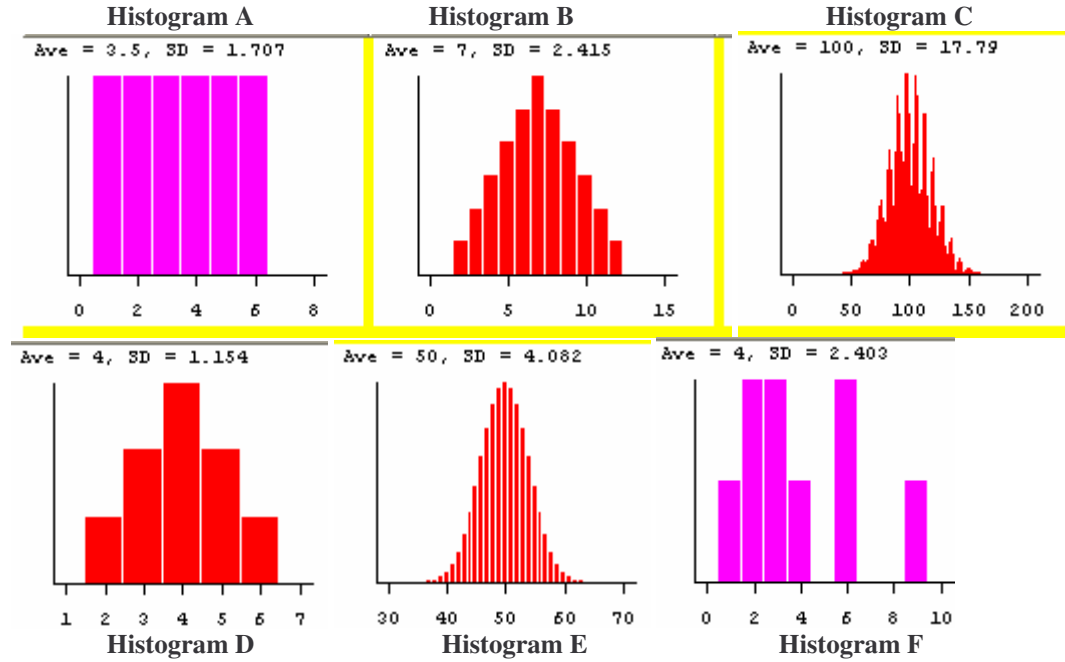 Histogram A
Histogram B
Histogram C
Ave = 3.5, SD = 1.707
Ave = 7, SD = 2.415
Ave = 100, SD = 17.79
0 2 4 6 8
0 5 10 15
0 50 100 150 200
Ave = 4, SD = 1.154
Ave = 50, SD = 4.082
Ave = 4, SD = 2.403
1 2 3 4 5 6 7
30 40 50 60 70
0 2 4 6 8 10
Histogram D
Histogram E
Histogram F